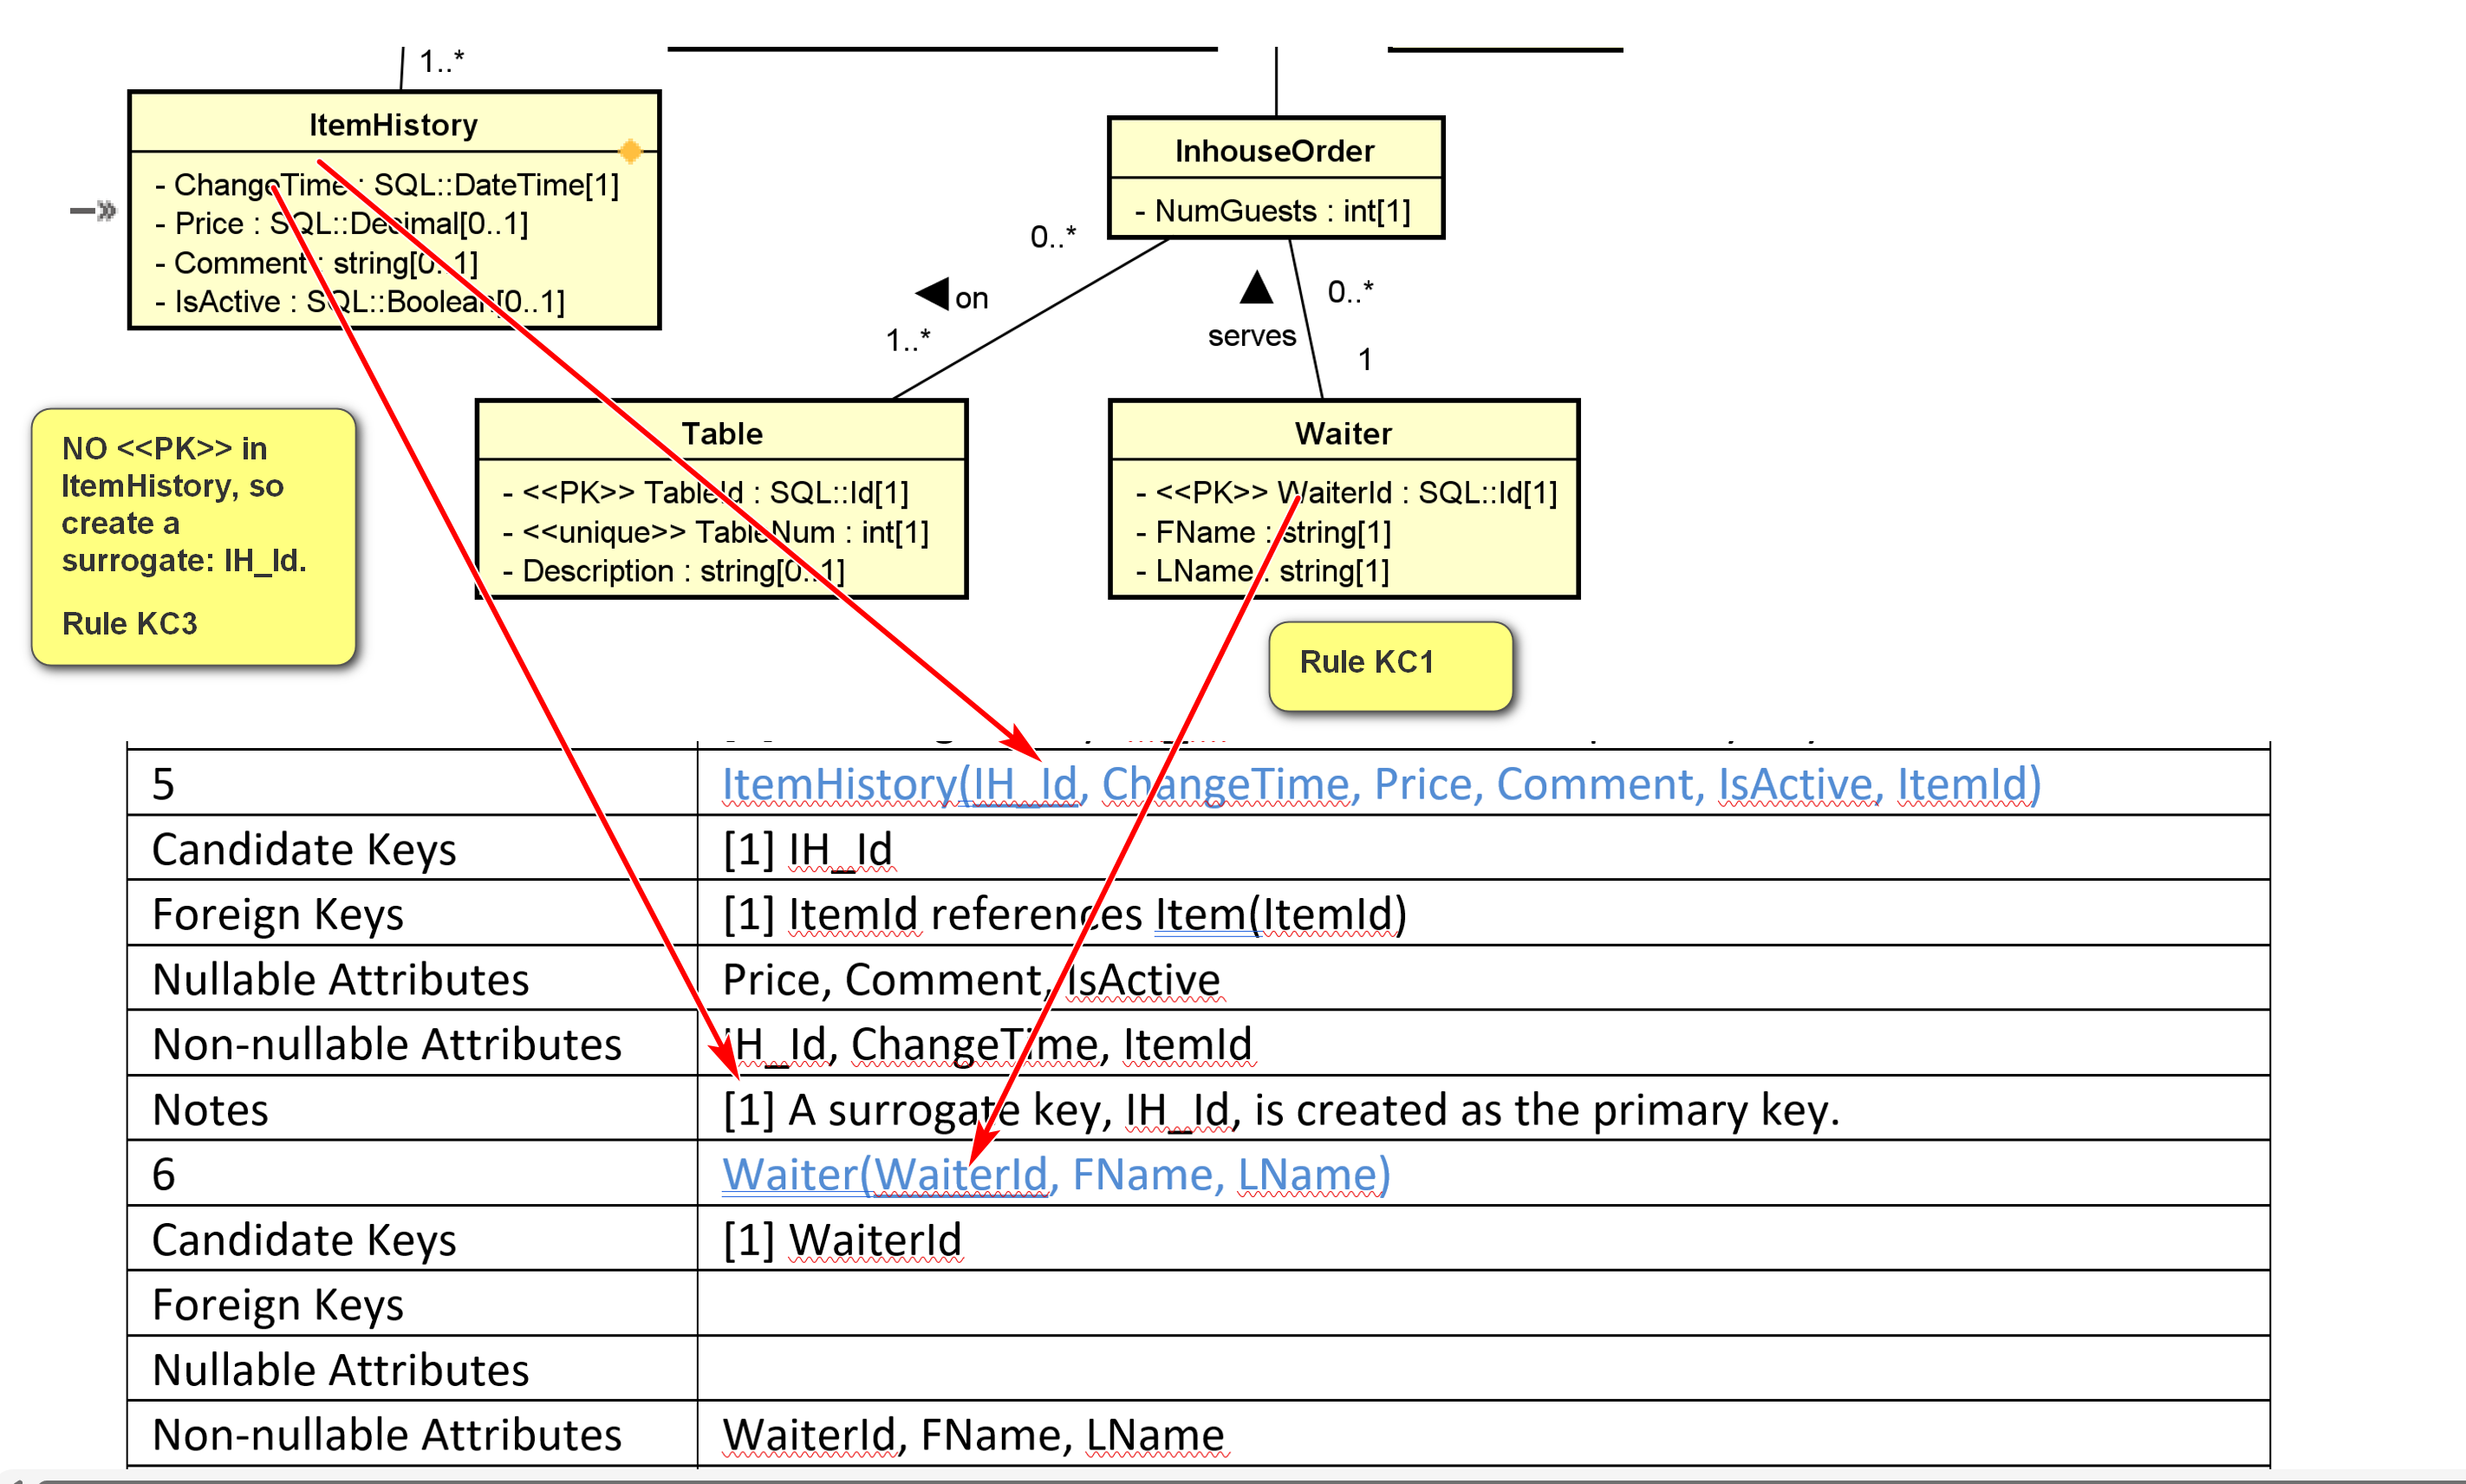 1..*
ItemHistory
- ChangeTime : SQL::DateTime[1]
- Price : SQL::Decimal[0..1]
- Comment : string[0..1]
- IsActive : SQL::Boolean[0..1]
InhouseOrder
- NumGuests : int[1]
0..*
on
1..*
0..*
serves
1
NO <<PK>> in
ItemHistory, so
create a
surrogate: IH_Id.
Rule KC3
Table
- <<PK>> TableId : SQL::Id[1]
- <<unique>> TableNum : int[1]
- Description : string[0..1]
Waiter
- <<PK>> WaiterId : SQL::Id[1]
- FName : string[1]
- LName : string[1]
Rule KC1
5 ItemHistory(IH_Id, ChangeTime, Price, Comment, IsActive, ItemId)
Candidate Keys [1] IH_Id
Foreign Keys [1] ItemId references Item(ItemId)
Nullable Attributes Price, Comment, IsActive
Non-nullable Attributes IH_Id, ChangeTime, ItemId
Notes [1] A surrogate key, IH_Id, is created as the primary key.
6 Waiter(WaiterId, FName, LName)
Candidate Keys [1] WaiterId
Foreign Keys
Nullable Attributes
Non-nullable Attributes WaiterId, FName, LName